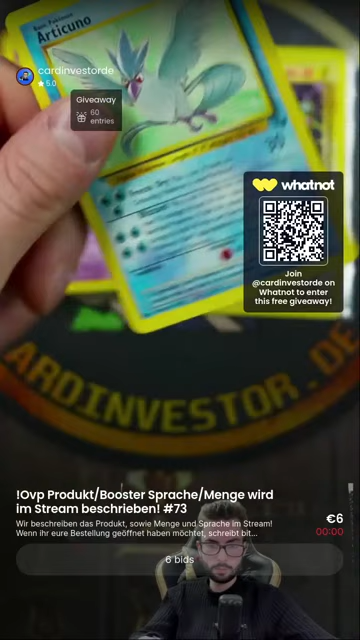 Basic Pokémon
Articuno
cardinvestorde
5.0
Giveaway
60
entries
whatnot
Join
@cardinvestorde on
Whatnot to enter
this free giveaway!
ARDINVESTOR.DE
!Ovp Produkt/Booster Sprache/Menge wird
im Stream beschrieben! #73
€6
Wir beschreiben das Produkt, sowie Menge und Sprache im Stream!
00:00
Wenn ihr eure Bestellung geöffnet haben möchtet, schreibt bit...
6 bids